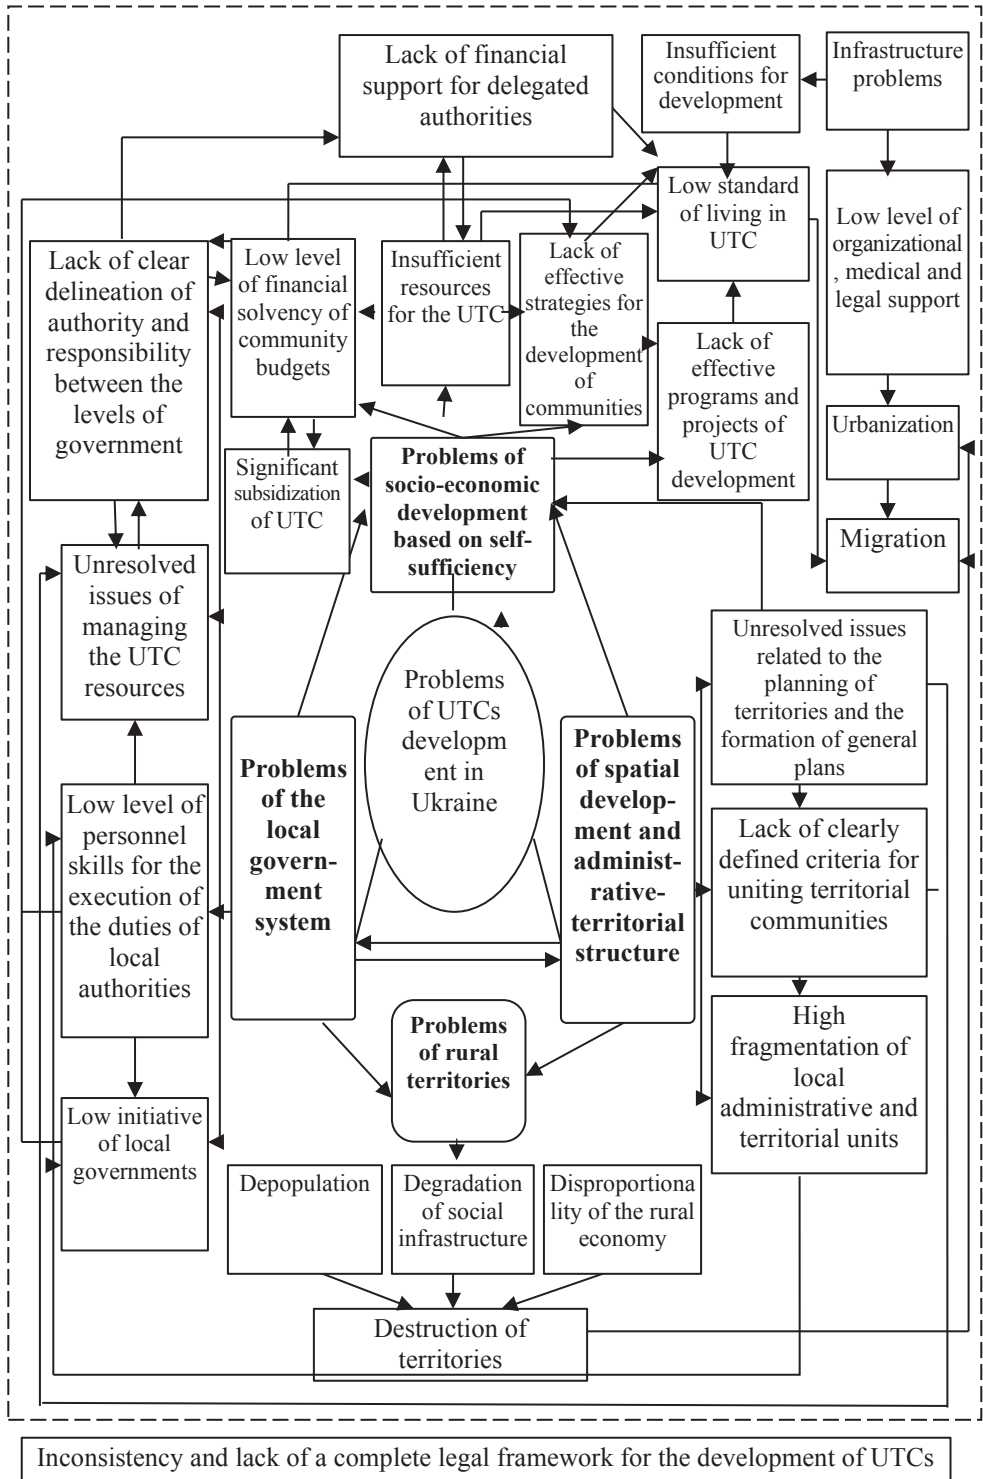 Lack of financial
support for delegated
authorities
Insufficient
conditions for
development
Infrastructure
problems
Low standard
of living in
UTC
Low level of
organizational
, medical and
legal support
Lack of clear
delineation of
authority and
responsibility
between the
levels of
government
Low level
of financial
solvency of
community
budgets
Insufficient
resources
for the UTC
Lack of
effective
strategies for
the
development
of
communities
Lack of
effective
programs and
projects of
UTC
development
Urbanization
Significant
subsidization
of UTC
Problems of
socio-economic
development
based on self-
sufficiency
Migration
Unresolved
issues of
managing
the UTC
resources
Problems
of UTCs
developm
ent in
Ukraine
Unresolved issues
related to the
planning of
territories and the
formation of general
plans
Problems
of the
local
govern-
ment
system
Problems
of spatial
develop-
ment and
administ-
rative-
territorial
structure
Low level of
personnel
skills for the
execution of
the duties of
local
authorities
Lack of clearly
defined criteria for
uniting territorial
communities
Problems
of rural
territories
High
fragmentation of
local
administrative and
territorial units
Low initiative
of local
governments
Depopulation
Degradation
of social
infrastructure
Disproportiona
lity of the rural
economy
Destruction of
territories
Inconsistency and lack of a complete legal framework for the development of UTCs